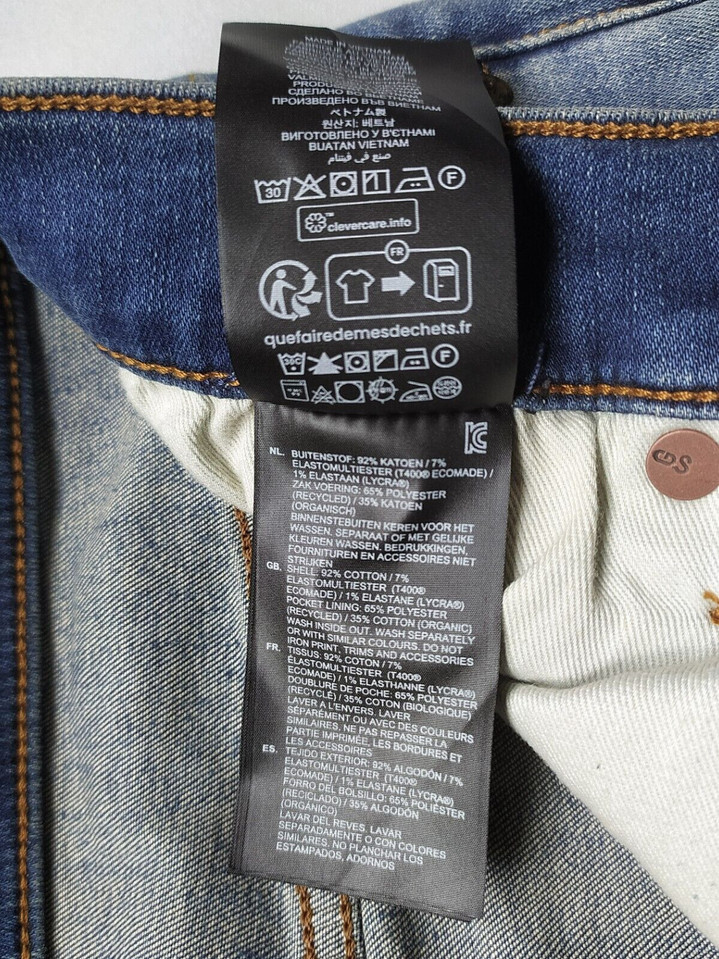 MADE IN VIETNAM
PRODU
СДЕЛАНО ВО ВЬЕТНАМЕ
ПРОИЗВЕДЕНО ВЪВ ВИЕТНАМ
ベトナム製
원산지: 베트남
ВИГОТОВЛЕНО У В'ЄТНАМІ
BUATAN VIETNAM
صنع في فيتنام
30 F
clevercare.info
FR
quefairedemesdechets.fr
NL. BUITENSTOF: 92% KATOEN / 7%
ELASTOMULTIESTER (T400® ECOMADE) /
1% ELASTAAN (LYCRA®)
ZAK VOERING: 65% POLYESTER
(RECYCLED) / 35% KATOEN
(ORGANISCH)
BINNENSTEBUITEN KEREN VOOR HET
WASSEN. SEPARAAT OF MET GELIJKE
KLEUREN WASSEN. BEDRUKKINGEN,
FOURNITUREN EN ACCESSOIRES NIET
STRIJKEN
GB. SHELL: 92% COTTON / 7%
ELASTOMULTIESTER (T400®
ECOMADE) / 1% ELASTANE (LYCRA®)
POCKET LINING: 65% POLYESTER
(RECYCLED) / 35% COTTON (ORGANIC)
WASH INSIDE OUT. WASH SEPARATELY
OR WITH SIMILAR COLOURS. DO NOT
IRON PRINT, TRIMS AND ACCESSORIES
FR. TISSUS: 92% COTON / 7%
ÉLASTOMULTIESTER (T400®
ECOMADE) / 1% ELASTHANNE (LYCRA®)
DOUBLURE DE POCHE: 65% POLYESTER
(RECYCLÉ) / 35% COTON (BIOLOGIQUE)
LAVER A L'ENVERS. LAVER
SÉPARÉMENT OU AVEC DES COULEURS
SIMILAIRES. NE PAS REPASSER LA
PARTIE IMPRIMÉE, LES BORDURES ET
LES ACCESSOIRES
ES. TEJIDO EXTERIOR: 92% ALGODÓN / 7%
ELASTOMULTIESTER (T400®
ECOMADE) / 1% ELASTANE (LYCRA®)
FORRO DEL BOLSILLO: 65% POLIÉSTER
(RECICLADO) / 35% ALGODÓN
(ORGÁNICO)
LAVAR DEL REVES. LAVAR
SEPARADAMENTE O CON COLORES
SIMILARES. NO PLANCHAR LOS
ESTAMPADOS, ADORNOS
GS